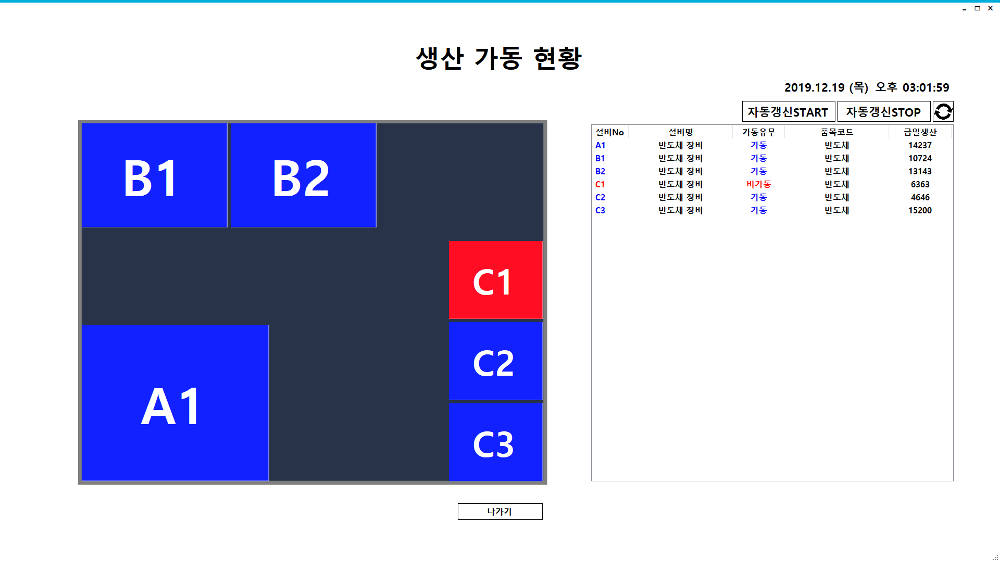 생산 가동 현황
2019.12.19 (목) 오후 03:01:59
자동갱신START 자동갱신STOP
B1 B2
C1
C2
A1
C3
설비No 설비명 가동유무 품목코드 금일생산
A1 반도체 장비 가동 반도체 14237
B1 반도체 장비 가동 반도체 10724
B2 반도체 장비 가동 반도체 13143
C1 반도체 장비 비가동 반도체 6363
C2 반도체 장비 가동 반도체 4646
C3 반도체 장비 가동 반도체 15200
나가기